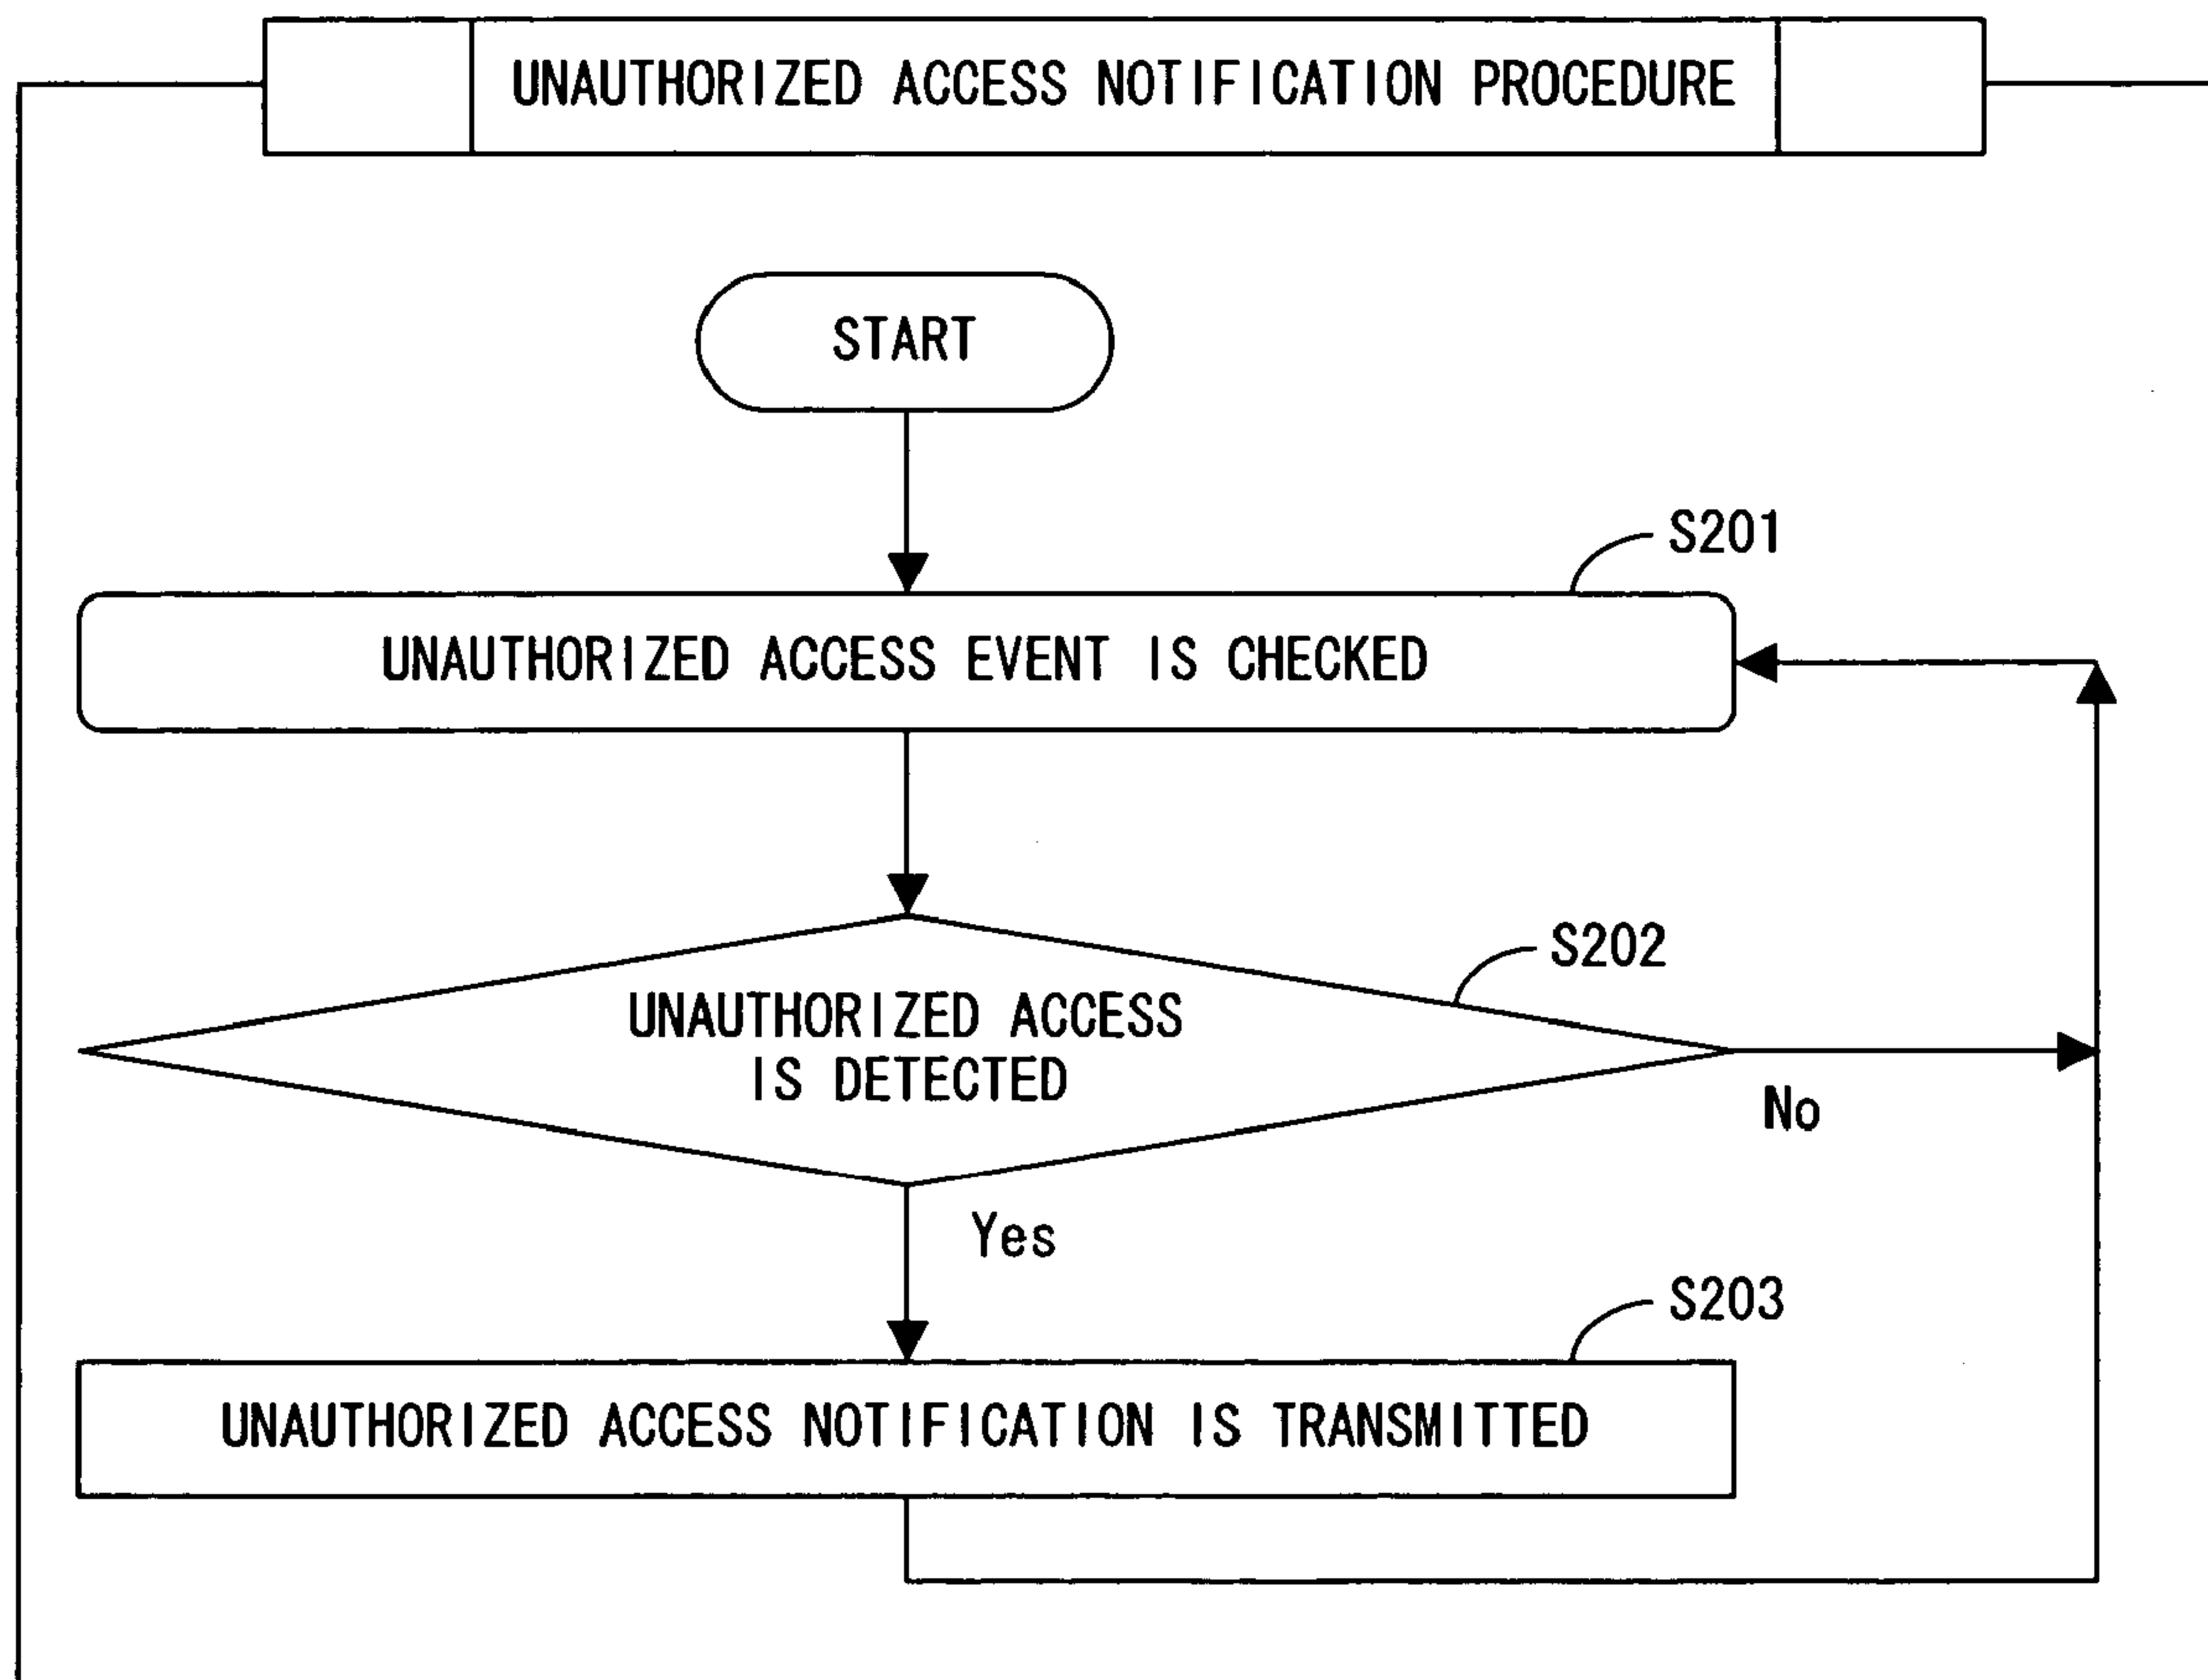 UNAUTHORIZED ACCESS NOTIFICATION PROCEDURE
START
S201
UNAUTHORIZED ACCESS EVENT IS CHECKED
S202
UNAUTHORIZED ACCESS
IS DETECTED
No
Yes
S203
UNAUTHORIZED ACCESS NOTIFICATION IS TRANSMITTED